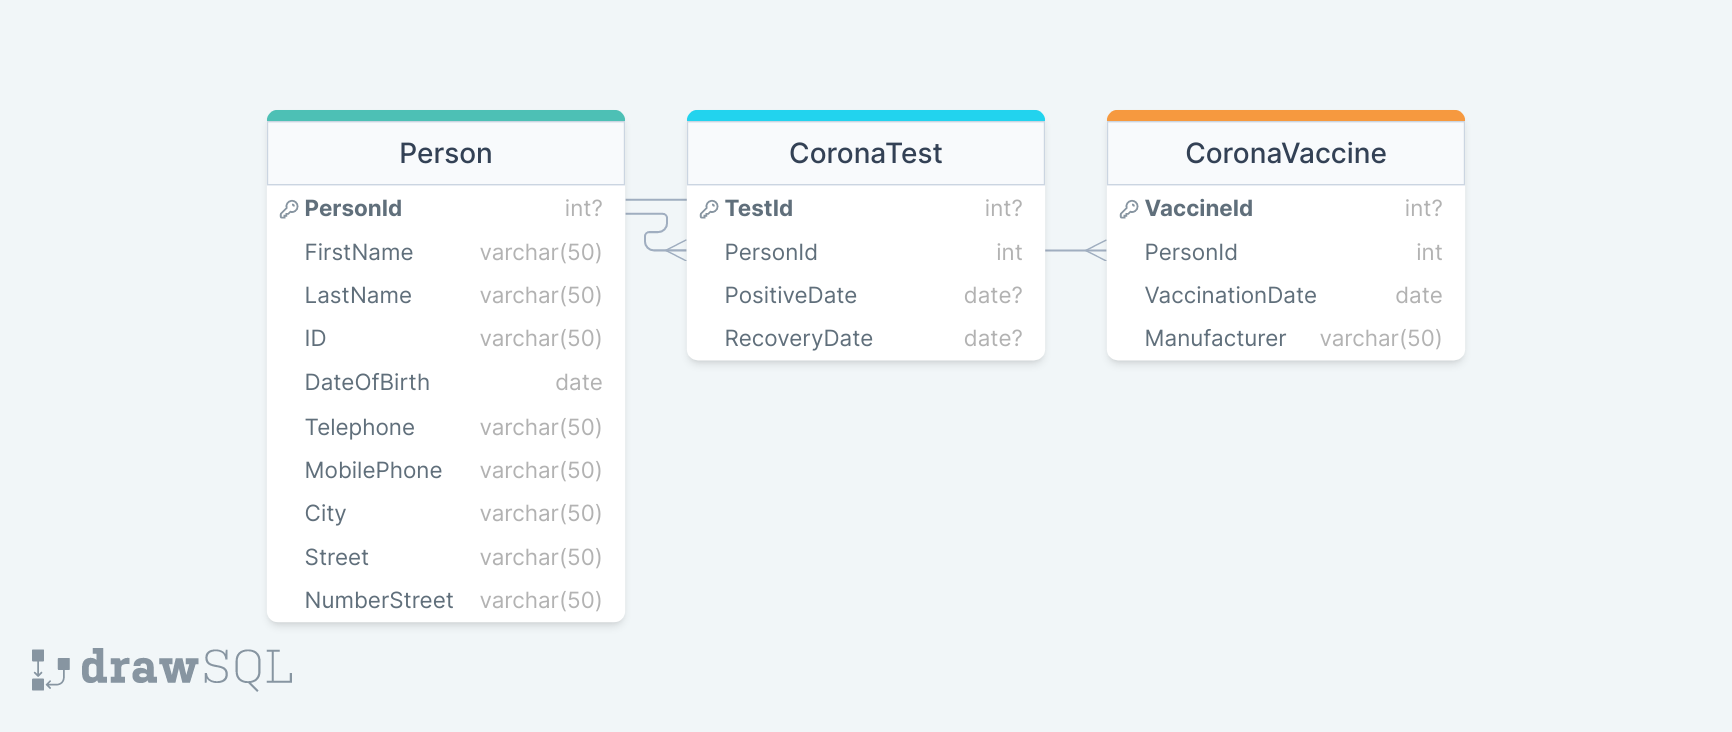 Person
PersonId int?
FirstName varchar(50)
LastName varchar(50)
ID varchar(50)
DateOfBirth date
Telephone varchar(50)
MobilePhone varchar(50)
City varchar(50)
Street varchar(50)
NumberStreet varchar(50)
CoronaTest
TestId int?
PersonId int
PositiveDate date?
RecoveryDate date?
CoronaVaccine
VaccineId int?
PersonId int
VaccinationDate date
Manufacturer varchar(50)
drawSQL